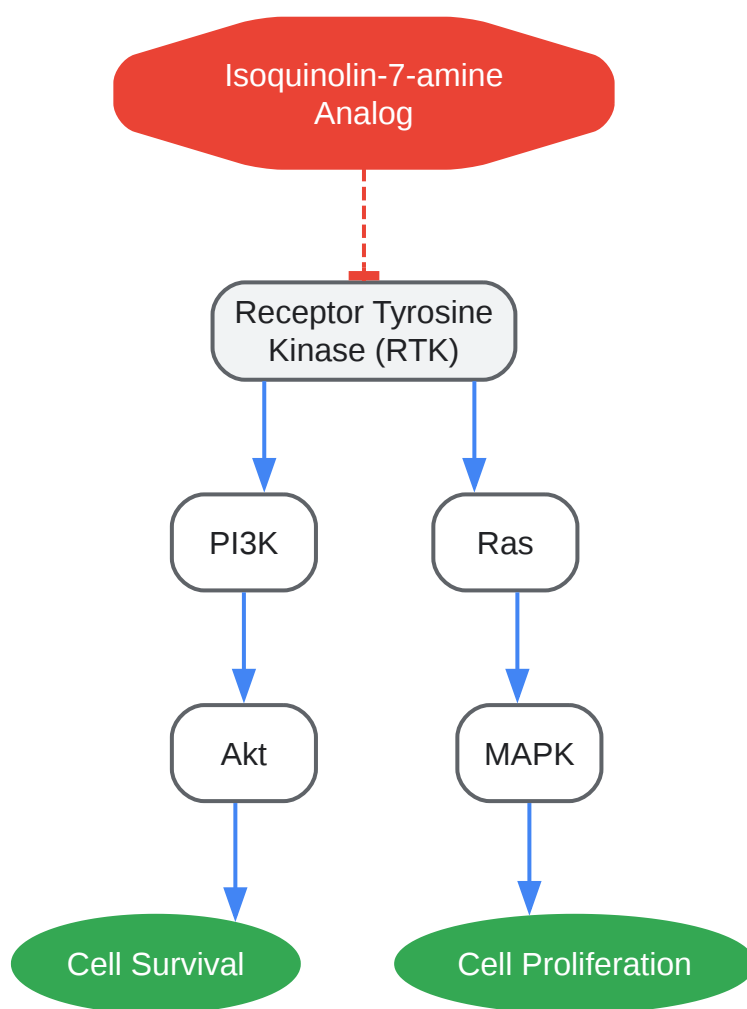 Isoquinolin-7-amine
Analog
Receptor Tyrosine
Kinase (RTK)
PI3K
Ras
Akt
MAPK
Cell Survival
Cell Proliferation